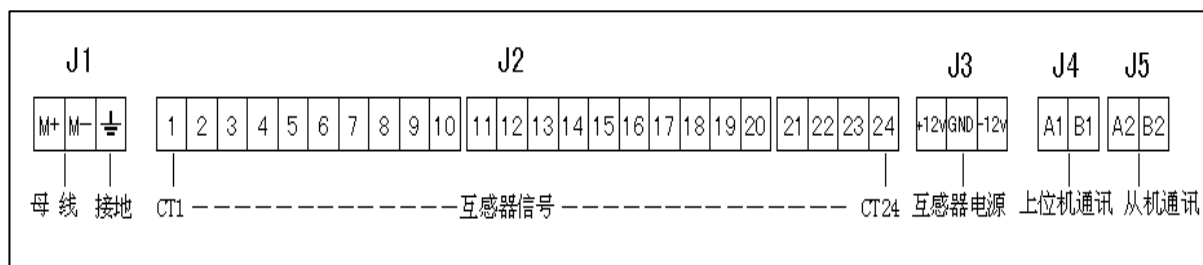 J1 J2 J3 J4 J5
M+ M- 1 2 3 4 5 6 7 8 9 10 11 12 13 14 15 16 17 18 19 20 21 22 23 24 +12v GND -12v A1 B1 A2 B2
母线 接地 CT1 互感器信号 CT24 互感器电源 上位机通讯 从机通讯